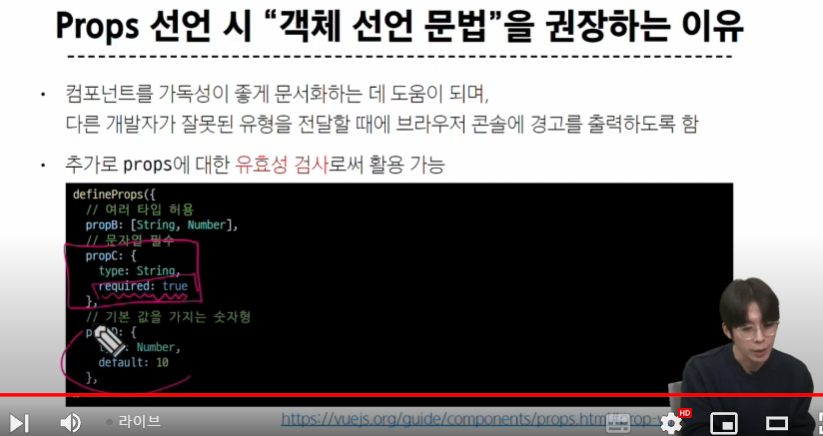 Props 선언 시 “객체 선언 문법”을 권장하는 이유
• 컴포넌트를 가독성이 좋게 문서화하는 데 도움이 되며,
다른 개발자가 잘못된 유형을 전달할 때에 브라우저 콘솔에 경고를 출력하도록 함
• 추가로 props에 대한 유효성 검사로써 활용 가능
defineProps({
// 여러 타입 허용
propB: [String, Number],
// 문자열 필수
propC: {
type: String,
required: true
},
// 기본 값을 가지는 숫자형
{
Number,
default: 10
},
라이브
https://vuejs.org/guide/components/props.htm
HD